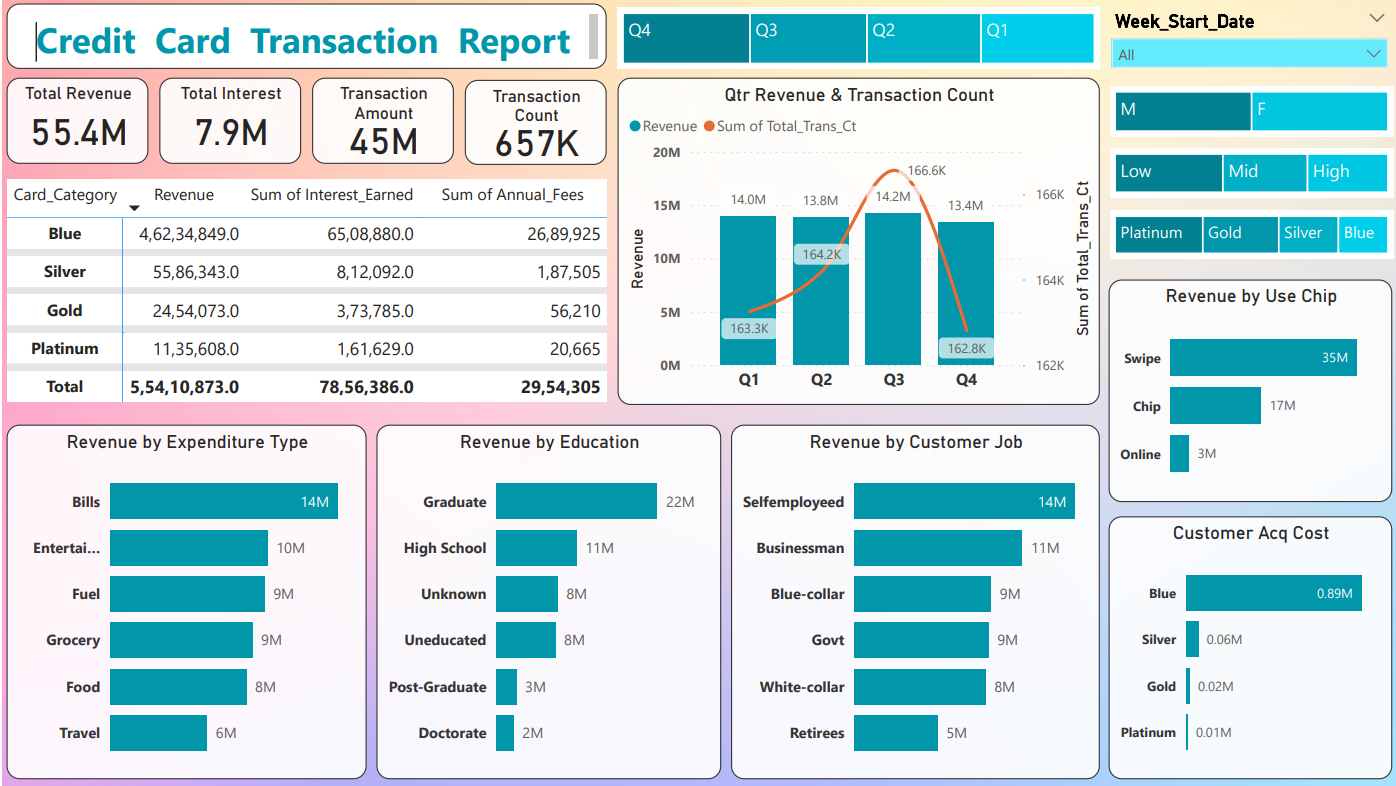 Credit Card Transaction Report
Q4 Q3 Q2 Q1
Week_Start_Date
All
M F
Low Mid High
Platinum Gold Silver Blue
Total Revenue
55.4M
Total Interest
7.9M
Transaction
Amount
45M
Transaction
Count
657K
Card_Category Revenue Sum of Interest_Earned Sum of Annual_Fees
Blue 4,62,34,849.0 65,08,880.0 26,89,925
Silver 55,86,343.0 8,12,092.0 1,87,505
Gold 24,54,073.0 3,73,785.0 56,210
Platinum 11,35,608.0 1,61,629.0 20,665
Total 5,54,10,873.0 78,56,386.0 29,54,305
Qtr Revenue & Transaction Count
Revenue Sum of Total_Trans_Ct
Revenue
20M
15M
10M
5M
0M
14.0M 13.8M 14.2M 13.4M
163.3K 164.2K 166.6K 162.8K
Q1 Q2 Q3 Q4
166K
164K
162K
Sum of Total_Trans_Ct
Revenue by Use Chip
Swipe 35M
Chip 17M
Online 3M
Revenue by Expenditure Type
Bills 14M
Entertai... 10M
Fuel 9M
Grocery 9M
Food 8M
Travel 6M
Revenue by Education
Graduate 22M
High School 11M
Unknown 8M
Uneducated 8M
Post-Graduate 3M
Doctorate 2M
Revenue by Customer Job
Selfemployeed 14M
Businessman 11M
Blue-collar 9M
Govt 9M
White-collar 8M
Retirees 5M
Customer Acq Cost
Blue 0.89M
Silver 0.06M
Gold 0.02M
Platinum 0.01M